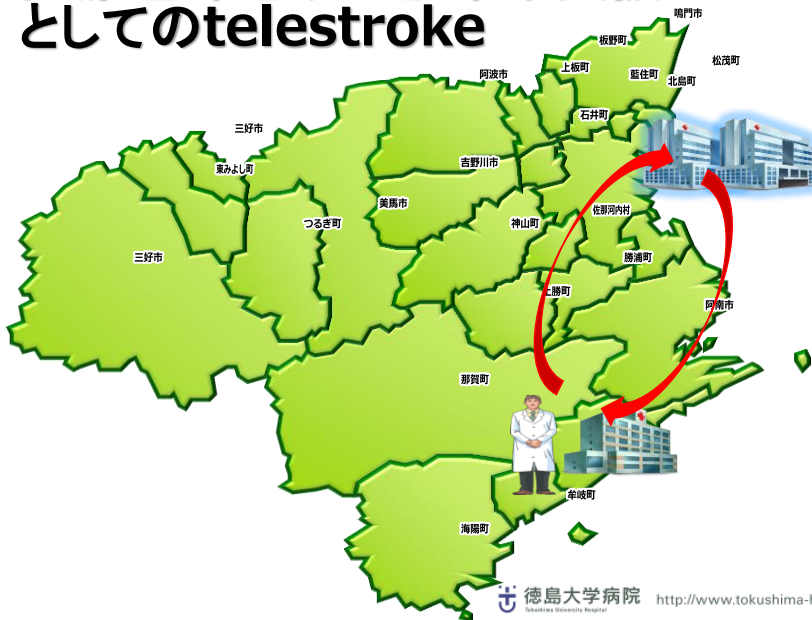 としてのtelestroke
鳴門市
板野町
松茂町
上板町
藍住町
北島町
阿波市
石井町
三好市
吉野川市
東みよし町
美馬市
つるぎ町
神山町
佐那河内村
三好市
勝浦町
上勝町
阿南市
那賀町
牟岐町
海陽町
徳島大学病院
Tokushima University Hospital
http://www.tokushima-